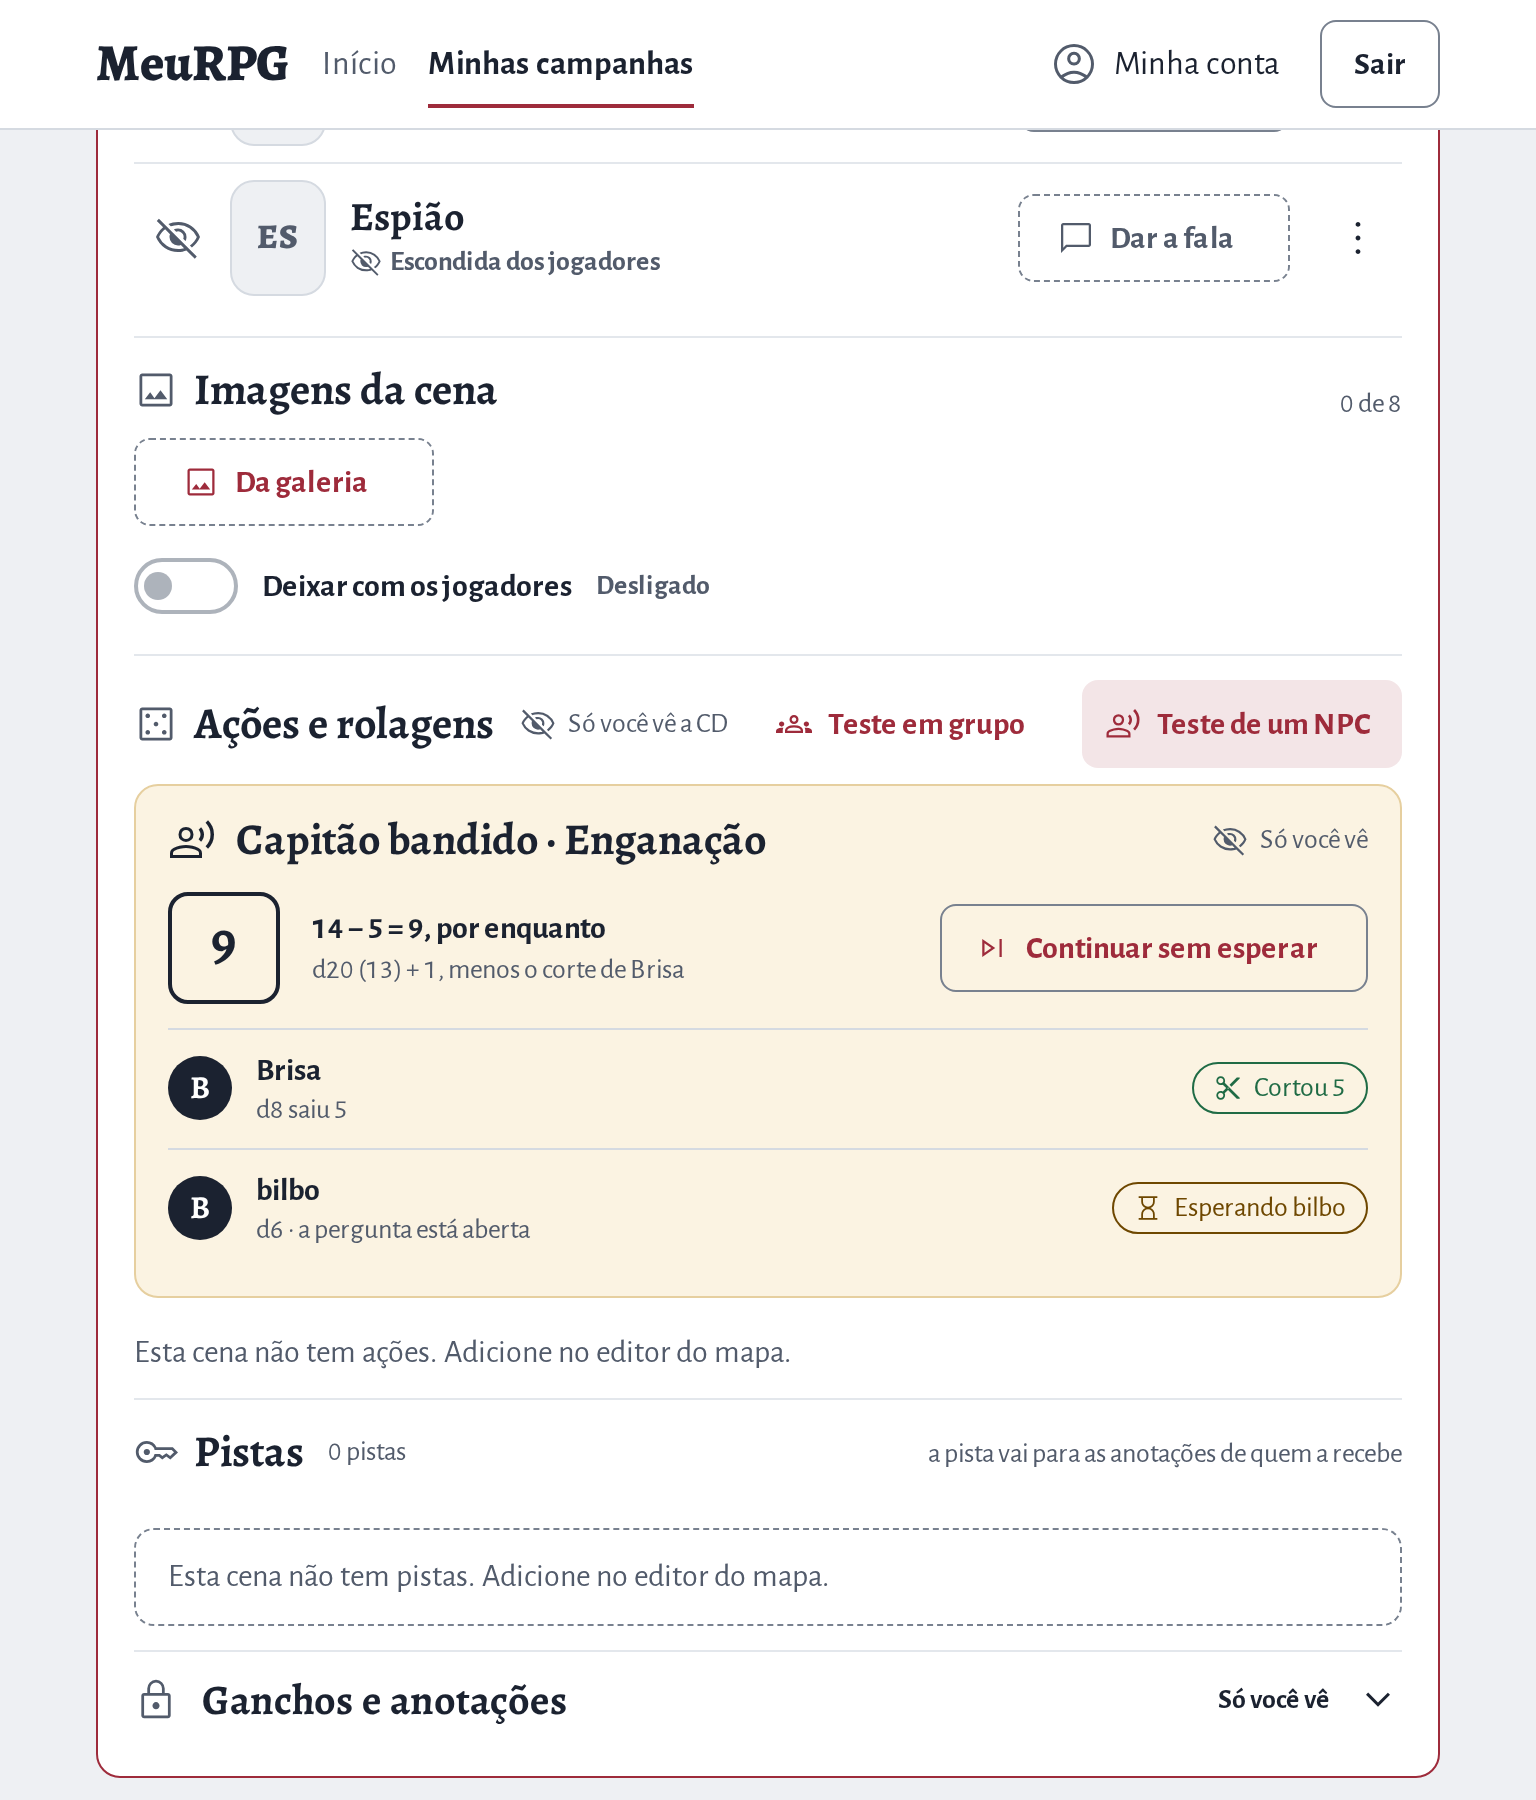 MeuRPG Início Minhas campanhas Minha conta Sair
ES Espião
Escondida dos jogadores
Dar a fala
Imagens da cena
0 de 8
Da galeria
Deixar com os jogadores Desligado
Ações e rolagens Só você vê a CD Teste em grupo Teste de um NPC
Capitão bandido · Enganação Só você vê
9
14 – 5 = 9, por enquanto
d20 (13) + 1, menos o corte de Brisa
Continuar sem esperar
B Brisa
d8 saiu 5
Cortou 5
B bilbo
d6 · a pergunta está aberta
Esperando bilbo
Esta cena não tem ações. Adicione no editor do mapa.
Pistas 0 pistas a pista vai para as anotações de quem a recebe
Esta cena não tem pistas. Adicione no editor do mapa.
Ganchos e anotações Só você vê